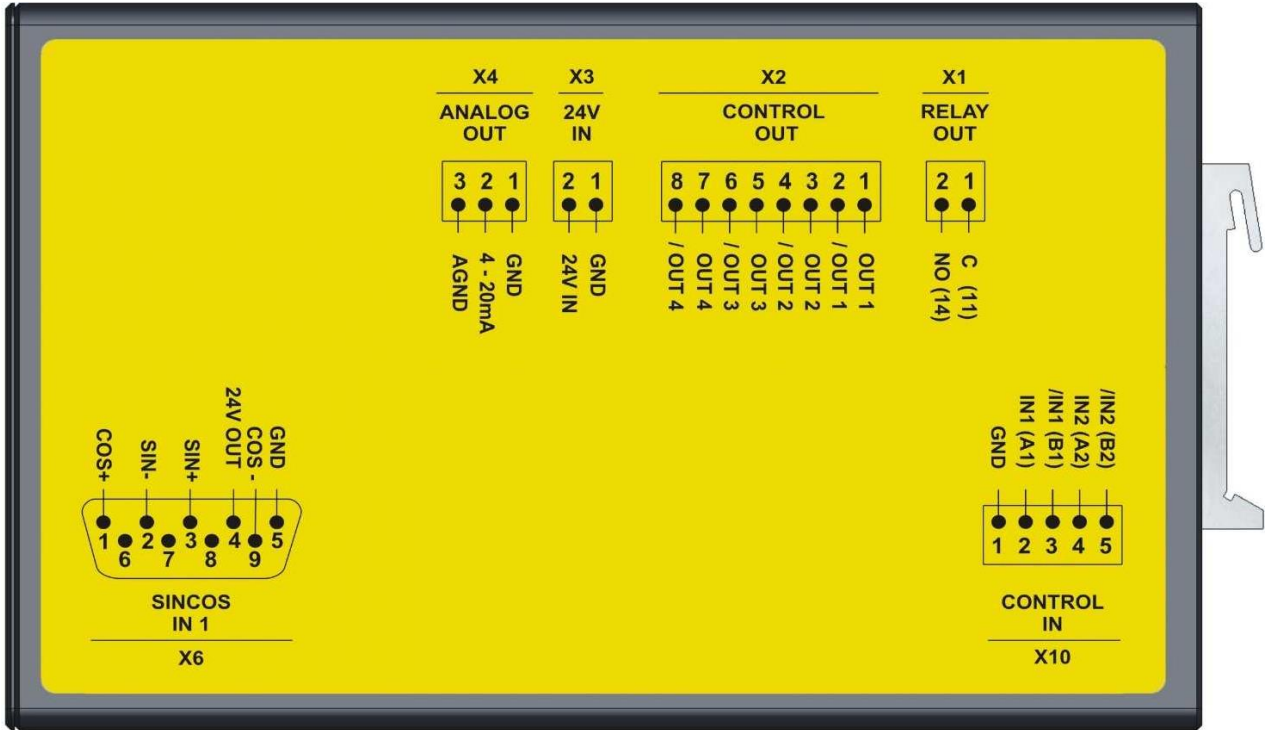 X4
ANALOG
OUT
3 2 1
AGND
4 - 20mA
GND
X3
24V
IN
2 1
24V IN
GND
X2
CONTROL
OUT
8 7 6 5 4 3 2 1
/ OUT 4
OUT 4
/ OUT 3
OUT 3
/ OUT 2
OUT 2
/ OUT 1
OUT 1
X1
RELAY
OUT
2 1
NO (14)
C (11)
COS+
SIN-
SIN+
24V OUT
COS -
GND
1 2 3 4 5
6 7 8 9
SINCOS
IN 1
X6
GND
IN1 (A1)
/IN1 (B1)
IN2 (A2)
/IN2 (B2)
1 2 3 4 5
CONTROL
IN
X10